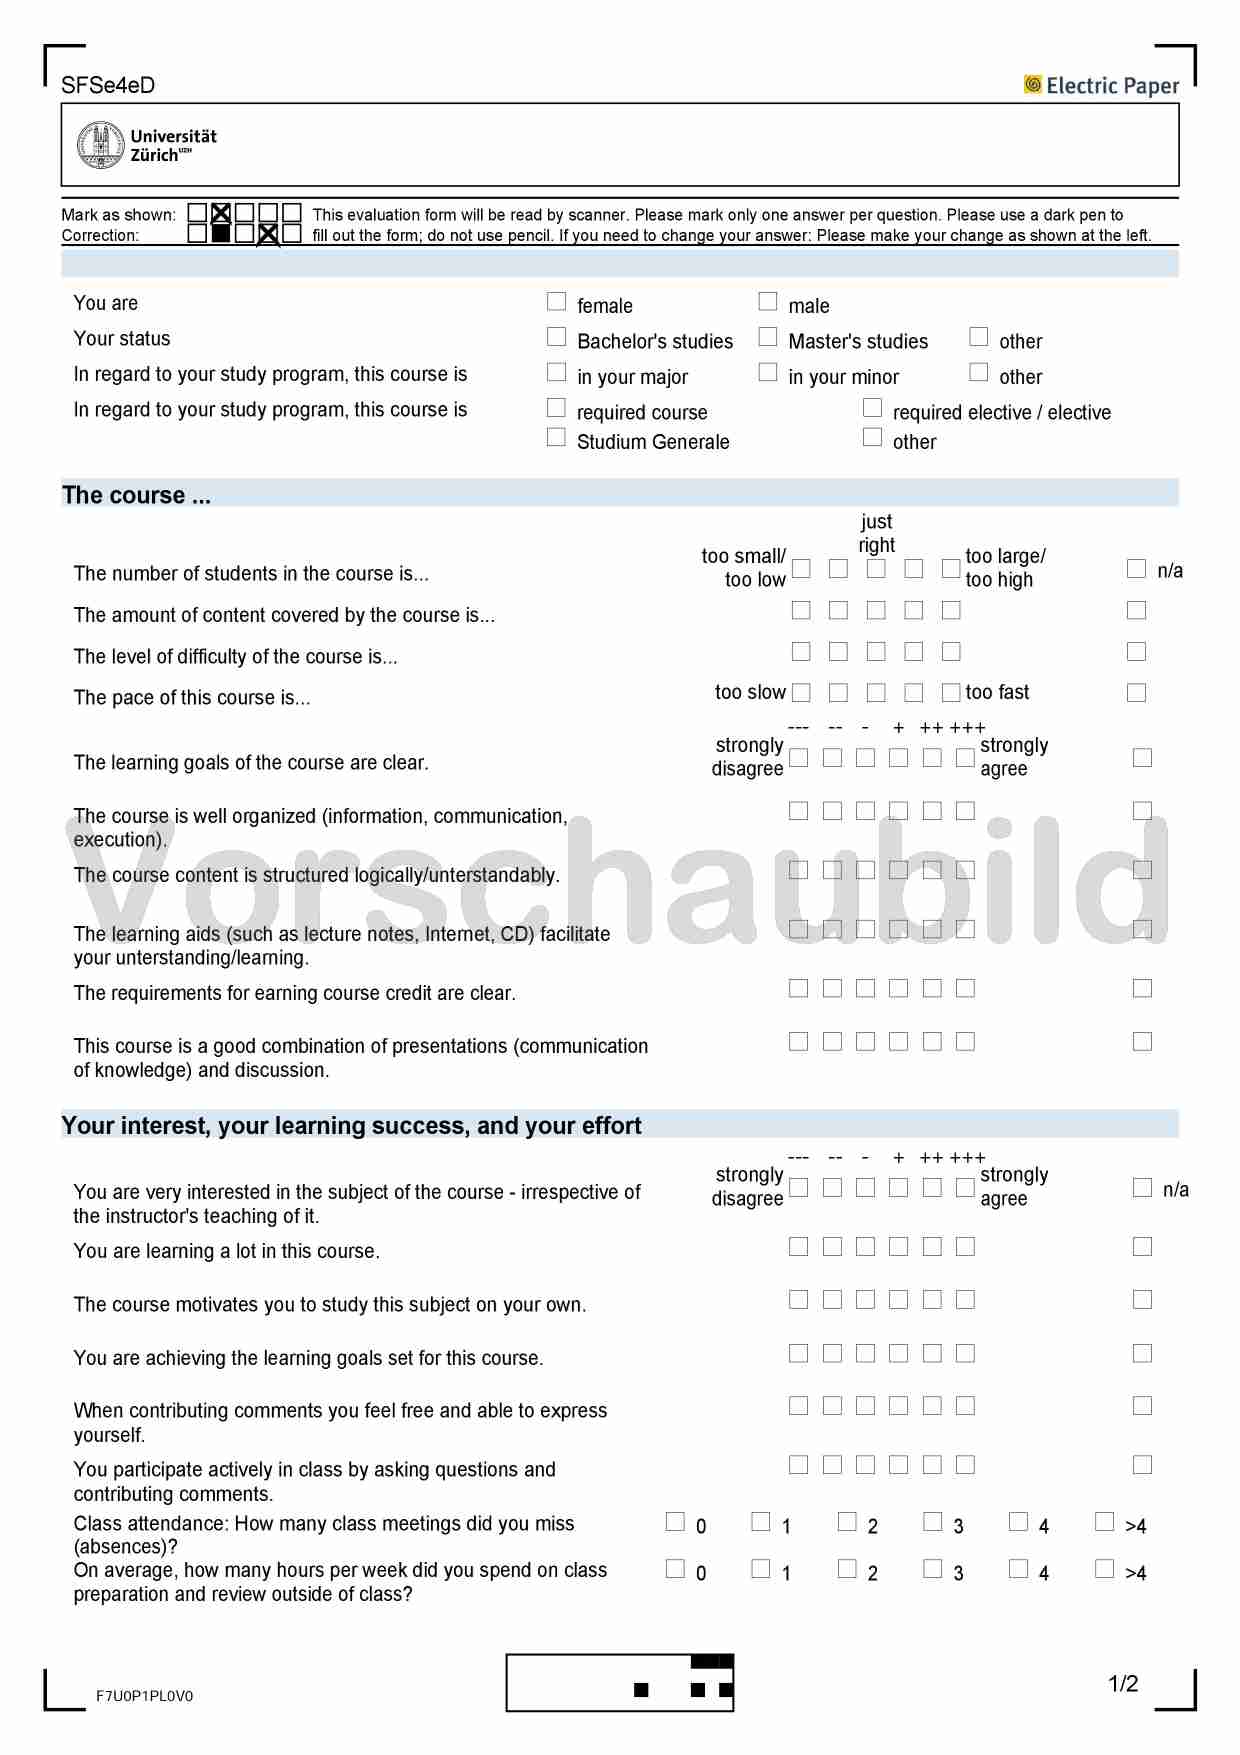 SFSe4eD
Electric Paper
Universität
Zürich UZH
Mark as shown: This evaluation form will be read by scanner. Please mark only one answer per question. Please use a dark pen to
Correction: fill out the form; do not use pencil. If you need to change your answer: Please make your change as shown at the left.
You are female male
Your status Bachelor's studies Master's studies other
In regard to your study program, this course is in your major in your minor other
In regard to your study program, this course is required course required elective / elective
Studium Generale other
The course ...
just
right
too small/ too large/
The number of students in the course is... too low too high n/a
The amount of content covered by the course is...
The level of difficulty of the course is...
The pace of this course is... too slow too fast
--- -- - + ++ +++
strongly strongly
The learning goals of the course are clear. disagree agree
The course is well organized (information, communication,
execution).
Vorschaubild
The course content is structured logically/unterstandably.
The learning aids (such as lecture notes, Internet, CD) facilitate
your unterstanding/learning.
The requirements for earning course credit are clear.
This course is a good combination of presentations (communication
of knowledge) and discussion.
Your interest, your learning success, and your effort
--- -- - + ++ +++
strongly strongly
You are very interested in the subject of the course - irrespective of disagree agree n/a
the instructor's teaching of it.
You are learning a lot in this course.
The course motivates you to study this subject on your own.
You are achieving the learning goals set for this course.
When contributing comments you feel free and able to express
yourself.
You participate actively in class by asking questions and
contributing comments.
Class attendance: How many class meetings did you miss 0 1 2 3 4 >4
(absences)?
On average, how many hours per week did you spend on class 0 1 2 3 4 >4
preparation and review outside of class?
F7U0P1PL0V0
1/2